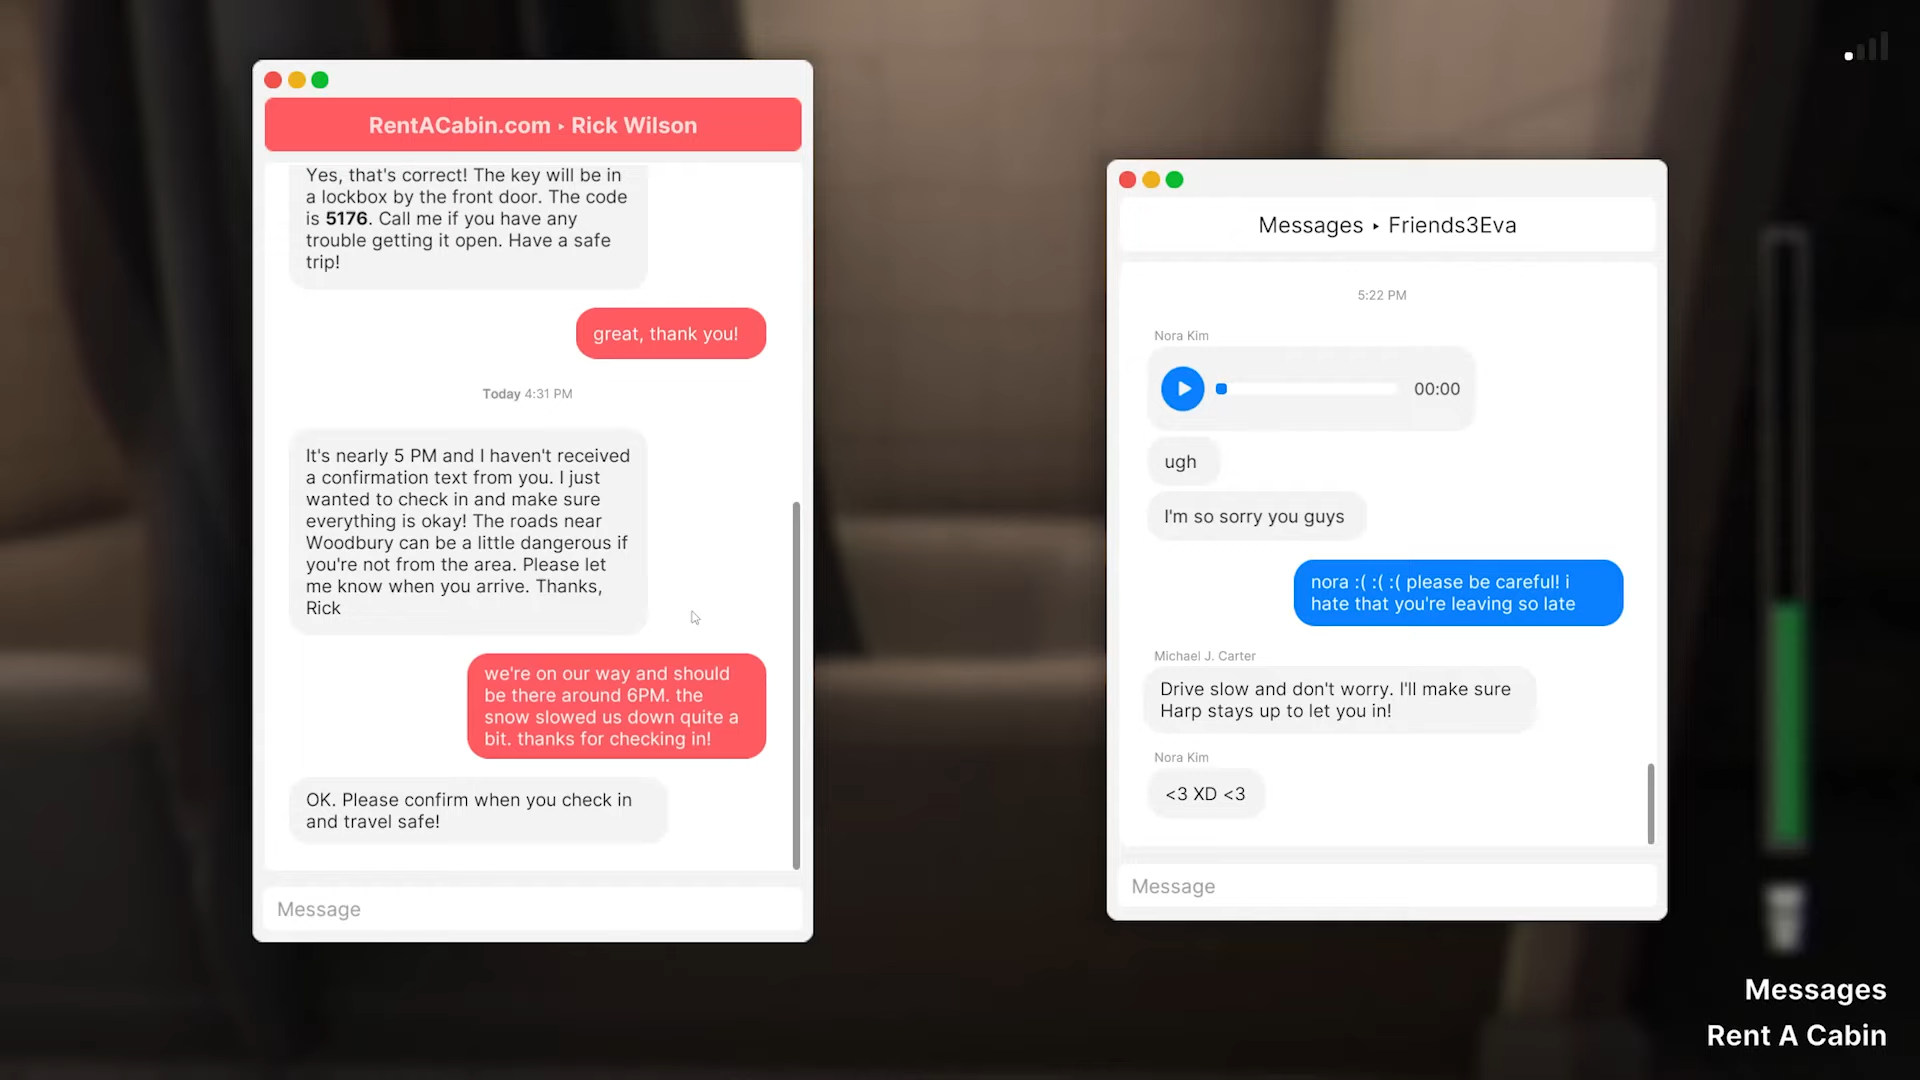 RentACabin.com ▸ Rick Wilson
Yes, that's correct! The key will be in
a lockbox by the front door. The code
is 5176. Call me if you have any
trouble getting it open. Have a safe
trip!
great, thank you!
Today 4:31 PM
It's nearly 5 PM and I haven't received
a confirmation text from you. I just
wanted to check in and make sure
everything is okay! The roads near
Woodbury can be a little dangerous if
you're not from the area. Please let
me know when you arrive. Thanks,
Rick
we're on our way and should
be there around 6PM. the
snow slowed us down quite a
bit. thanks for checking in!
OK. Please confirm when you check in
and travel safe!
Message
Messages ▸ Friends3Eva
5:22 PM
Nora Kim
00:00
ugh
I'm so sorry you guys
nora :( :( :( please be careful! i
hate that you're leaving so late
Michael J. Carter
Drive slow and don't worry. I'll make sure
Harp stays up to let you in!
Nora Kim
<3 XD <3
Message
Messages
Rent A Cabin